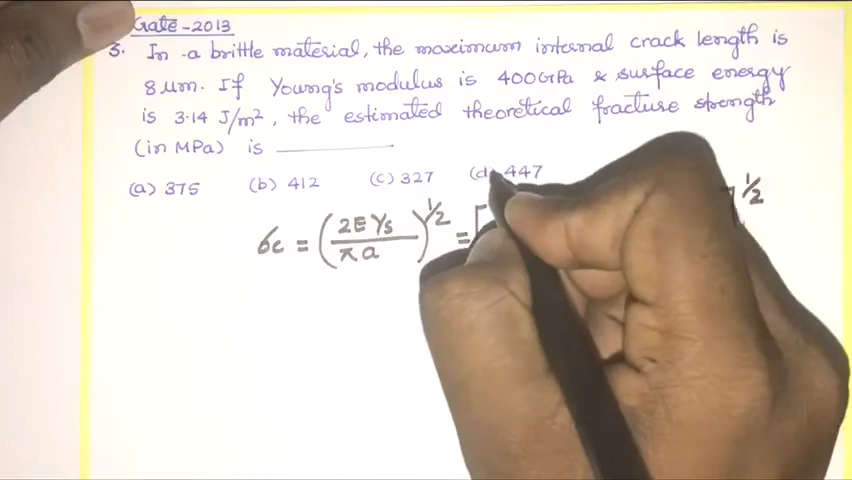 Gate - 2013
3. In a brittle material, the maximum internal crack length is
8 μm. If Young's modulus is 400GPa & surface energy
is 3.14 J/m², the estimated theoretical fracture strength
(in MPa) is ________
(a) 375 (b) 412 (c) 327 (d) 447
σc = (2Eγs / πa)^1/2 = [ ]^1/2